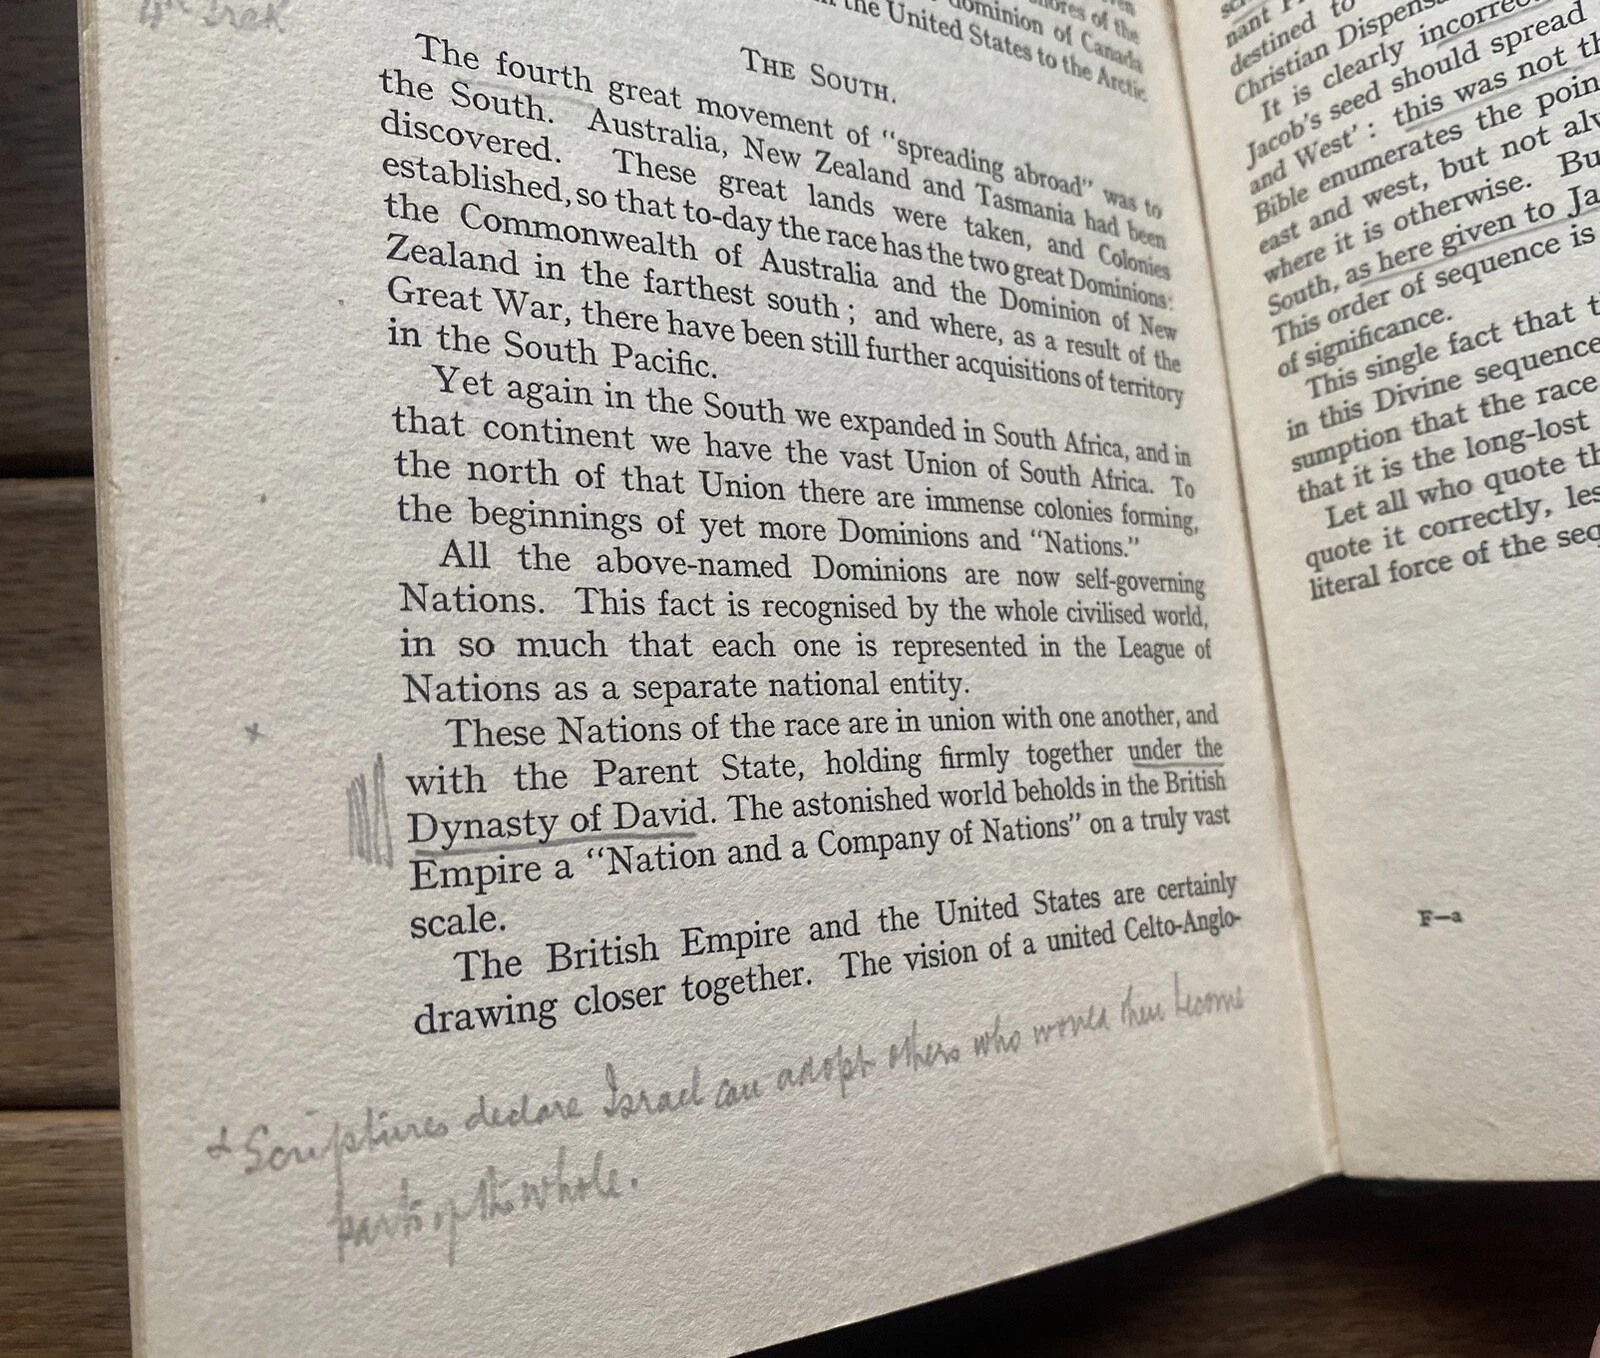 4th Trek
shores of the
dominion of Canada
the United States to the Arctic
THE SOUTH.
The fourth great movement of "spreading abroad" was to
the South. Australia, New Zealand and Tasmania had been
discovered. These great lands were taken, and Colonies
established, so that to-day the race has the two great Dominions:
the Commonwealth of Australia and the Dominion of New
Zealand in the farthest south; and where, as a result of the
Great War, there have been still further acquisitions of territory
in the South Pacific.
Yet again in the South we expanded in South Africa, and in
that continent we have the vast Union of South Africa. To
the north of that Union there are immense colonies forming,
the beginnings of yet more Dominions and "Nations."
All the above-named Dominions are now self-governing
Nations. This fact is recognised by the whole civilised world,
in so much that each one is represented in the League of
Nations as a separate national entity.
These Nations of the race are in union with one another, and
x
with the Parent State, holding firmly together under the
Dynasty of David. The astonished world beholds in the British
Empire a "Nation and a Company of Nations" on a truly vast
scale.
The British Empire and the United States are certainly
drawing closer together. The vision of a united Celto-Anglo-
x Scriptures declare Israel can adopt others who would then become
parts of the whole.
nant
destined to
Christian Dispens
It is clearly incorrec
Jacob's seed should spread
and West': this was not th
Bible enumerates the poin
east and west, but not alw
where it is otherwise. Bu
South, as here given to Ja
This order of sequence is
of significance.
This single fact that t
in this Divine sequence
sumption that the race
that it is the long-lost
Let all who quote th
quote it correctly, les
literal force of the seq
F—a